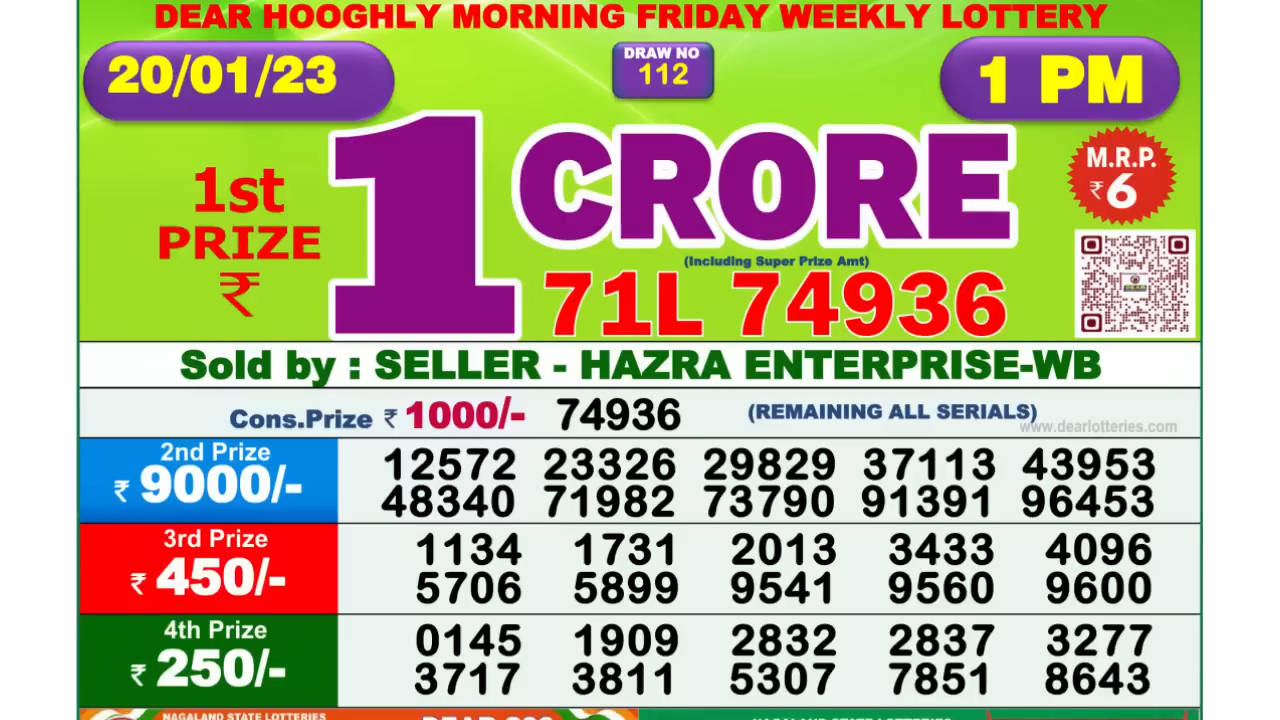 DEAR HOOGHLY MORNING FRIDAY WEEKLY LOTTERY
20/01/23
DRAW NO
112
1 PM
1st
PRIZE
₹
1 CRORE
(Including Super Prize Amt)
71L 74936
M.R.P.
₹6
Sold by : SELLER - HAZRA ENTERPRISE-WB
Cons.Prize ₹ 1000/- 74936 (REMAINING ALL SERIALS)
www.dearlotteries.com
2nd Prize
₹ 9000/-
12572 23326 29829 37113 43953
48340 71982 73790 91391 96453
3rd Prize
₹ 450/-
1134 1731 2013 3433 4096
5706 5899 9541 9560 9600
4th Prize
₹ 250/-
0145 1909 2832 2837 3277
3717 3811 5307 7851 8643
NAGALAND STATE LOTTERIES
NAGALAND STATE LOTTERIES